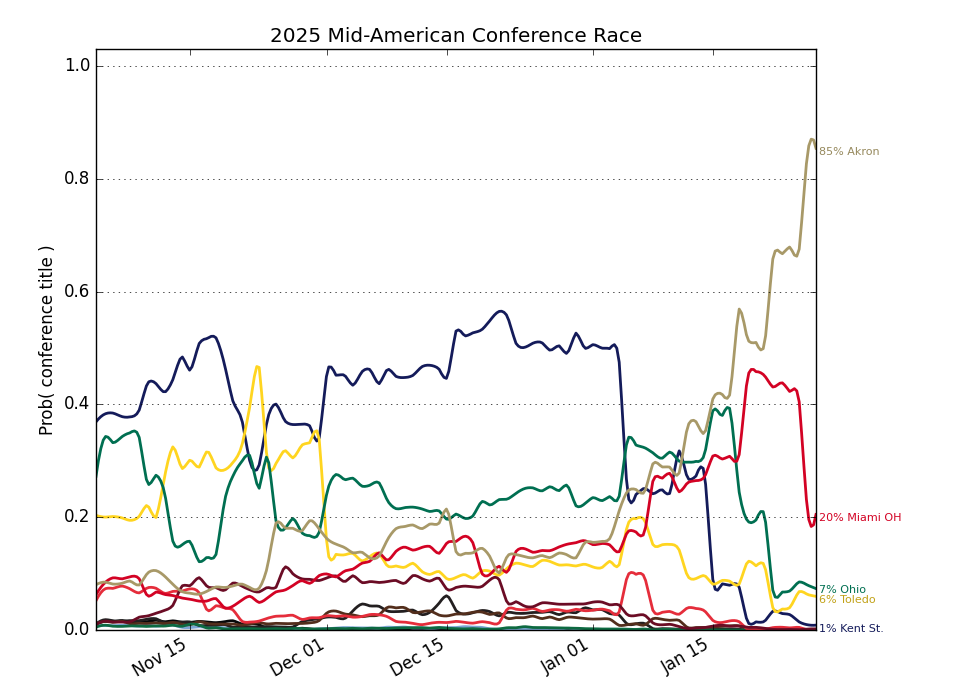 2025 Mid-American Conference Race
Prob( conference title )
1.0
0.8
0.6
0.4
0.2
0.0
85% Akron
20% Miami OH
7% Ohio
6% Toledo
1% Kent St.
Nov 15
Dec 01
Dec 15
Jan 01
Jan 15